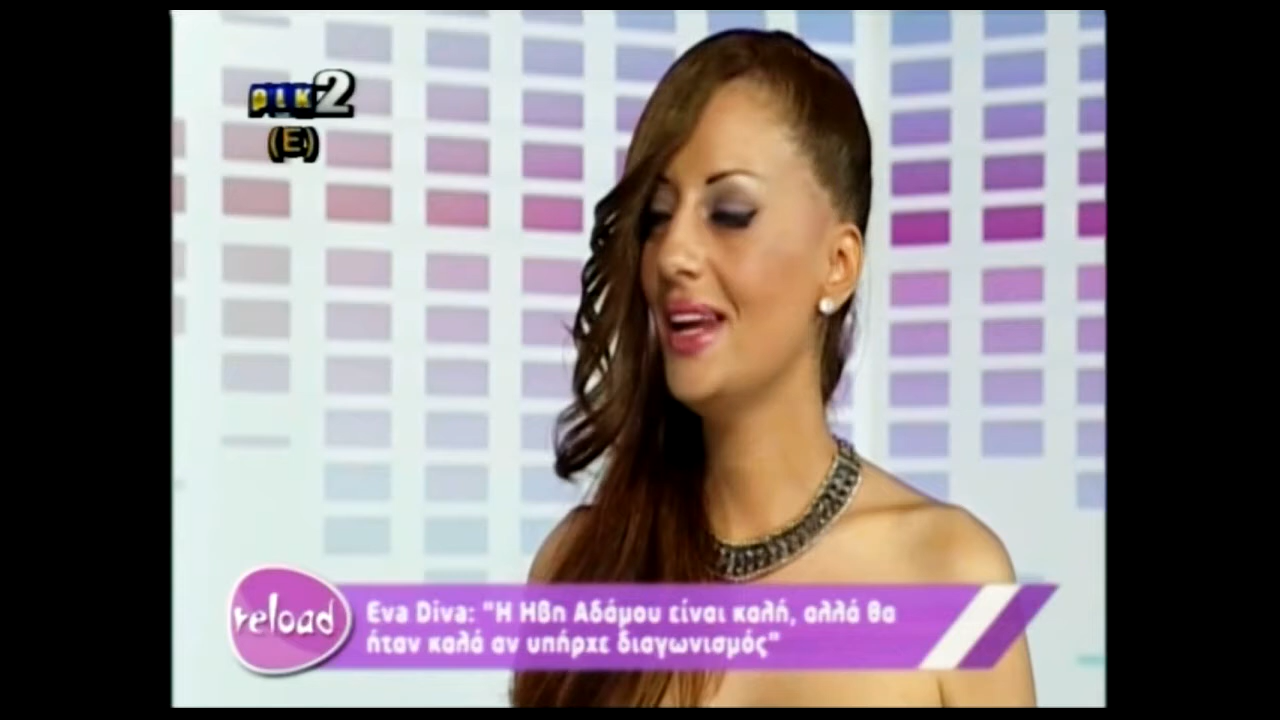 ΡΙΚ2
(Ε)
reload
Eva Diva: "Η Ηβη Αδάμου είναι καλή, αλλά θα
ήταν καλά αν υπήρχε διαγωνισμός"